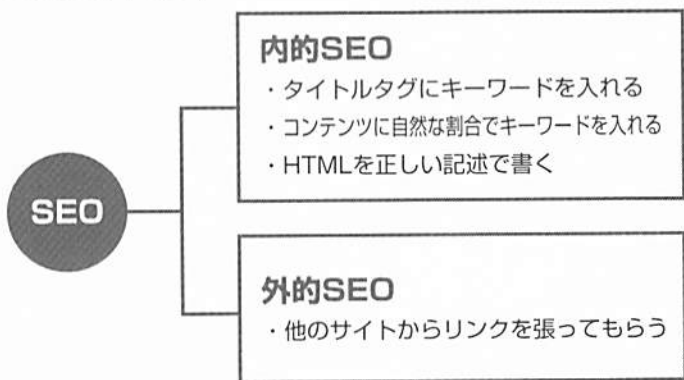 SEO
内的SEO
・タイトルタグにキーワードを入れる
・コンテンツに自然な割合でキーワードを入れる
・HTMLを正しい記述で書く
外的SEO
・他のサイトからリンクを張ってもらう